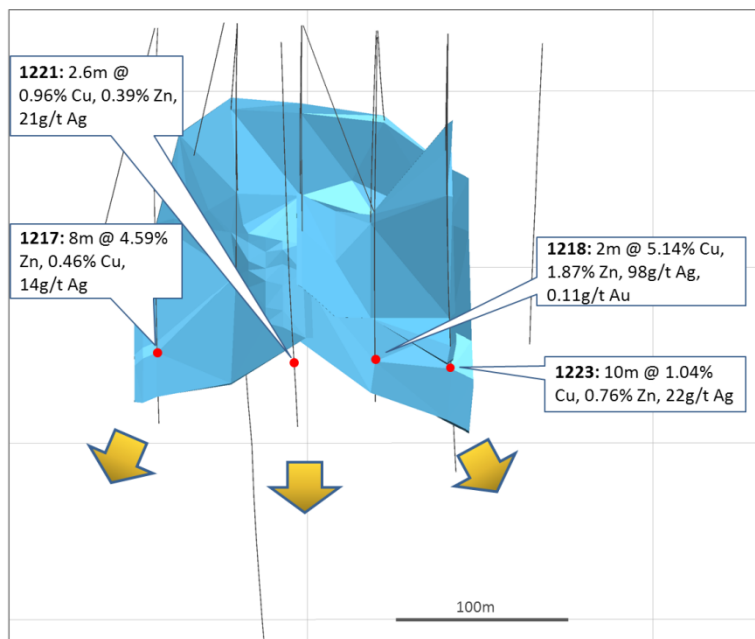 1221: 2.6m @
0.96% Cu, 0.39% Zn,
21g/t Ag
1217: 8m @ 4.59%
Zn, 0.46% Cu,
14g/t Ag
1218: 2m @ 5.14% Cu,
1.87% Zn, 98g/t Ag,
0.11g/t Au
1223: 10m @ 1.04%
Cu, 0.76% Zn, 22g/t Ag
100m